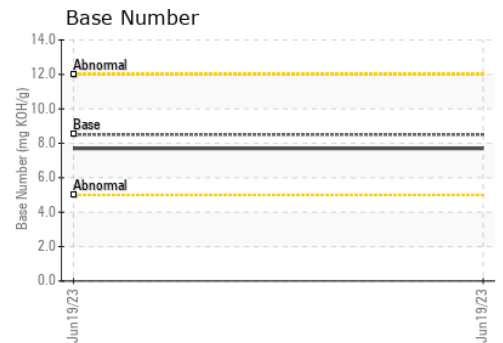 Base Number
14.0
Abnormal
12.0
10.0
Base
8.0
6.0
Abnormal
4.0
2.0
0.0
Base Number (mg KOH/g)
Jun19/23
Jun19/23